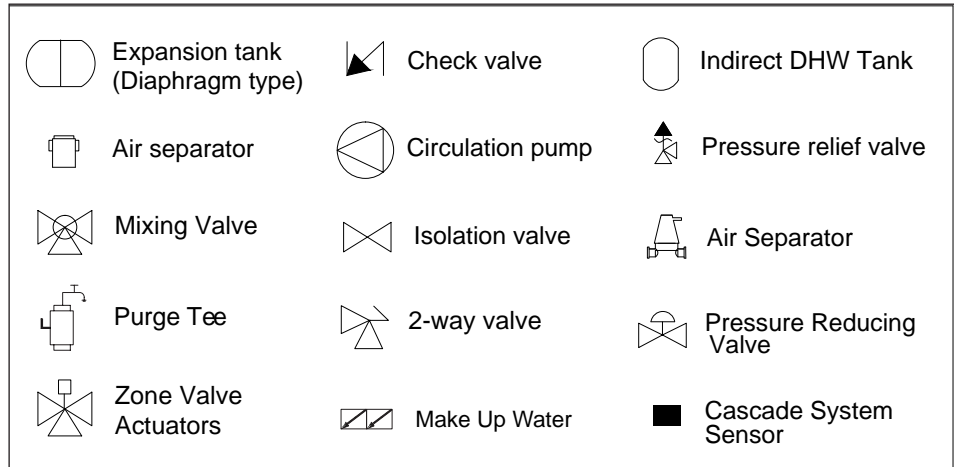 Expansion tank
(Diaphragm type)
Check valve
Indirect DHW Tank
Air separator
Circulation pump
Pressure relief valve
Mixing Valve
Isolation valve
Air Separator
Purge Tee
2-way valve
Pressure Reducing
Valve
Zone Valve
Actuators
Make Up Water
Cascade System
Sensor